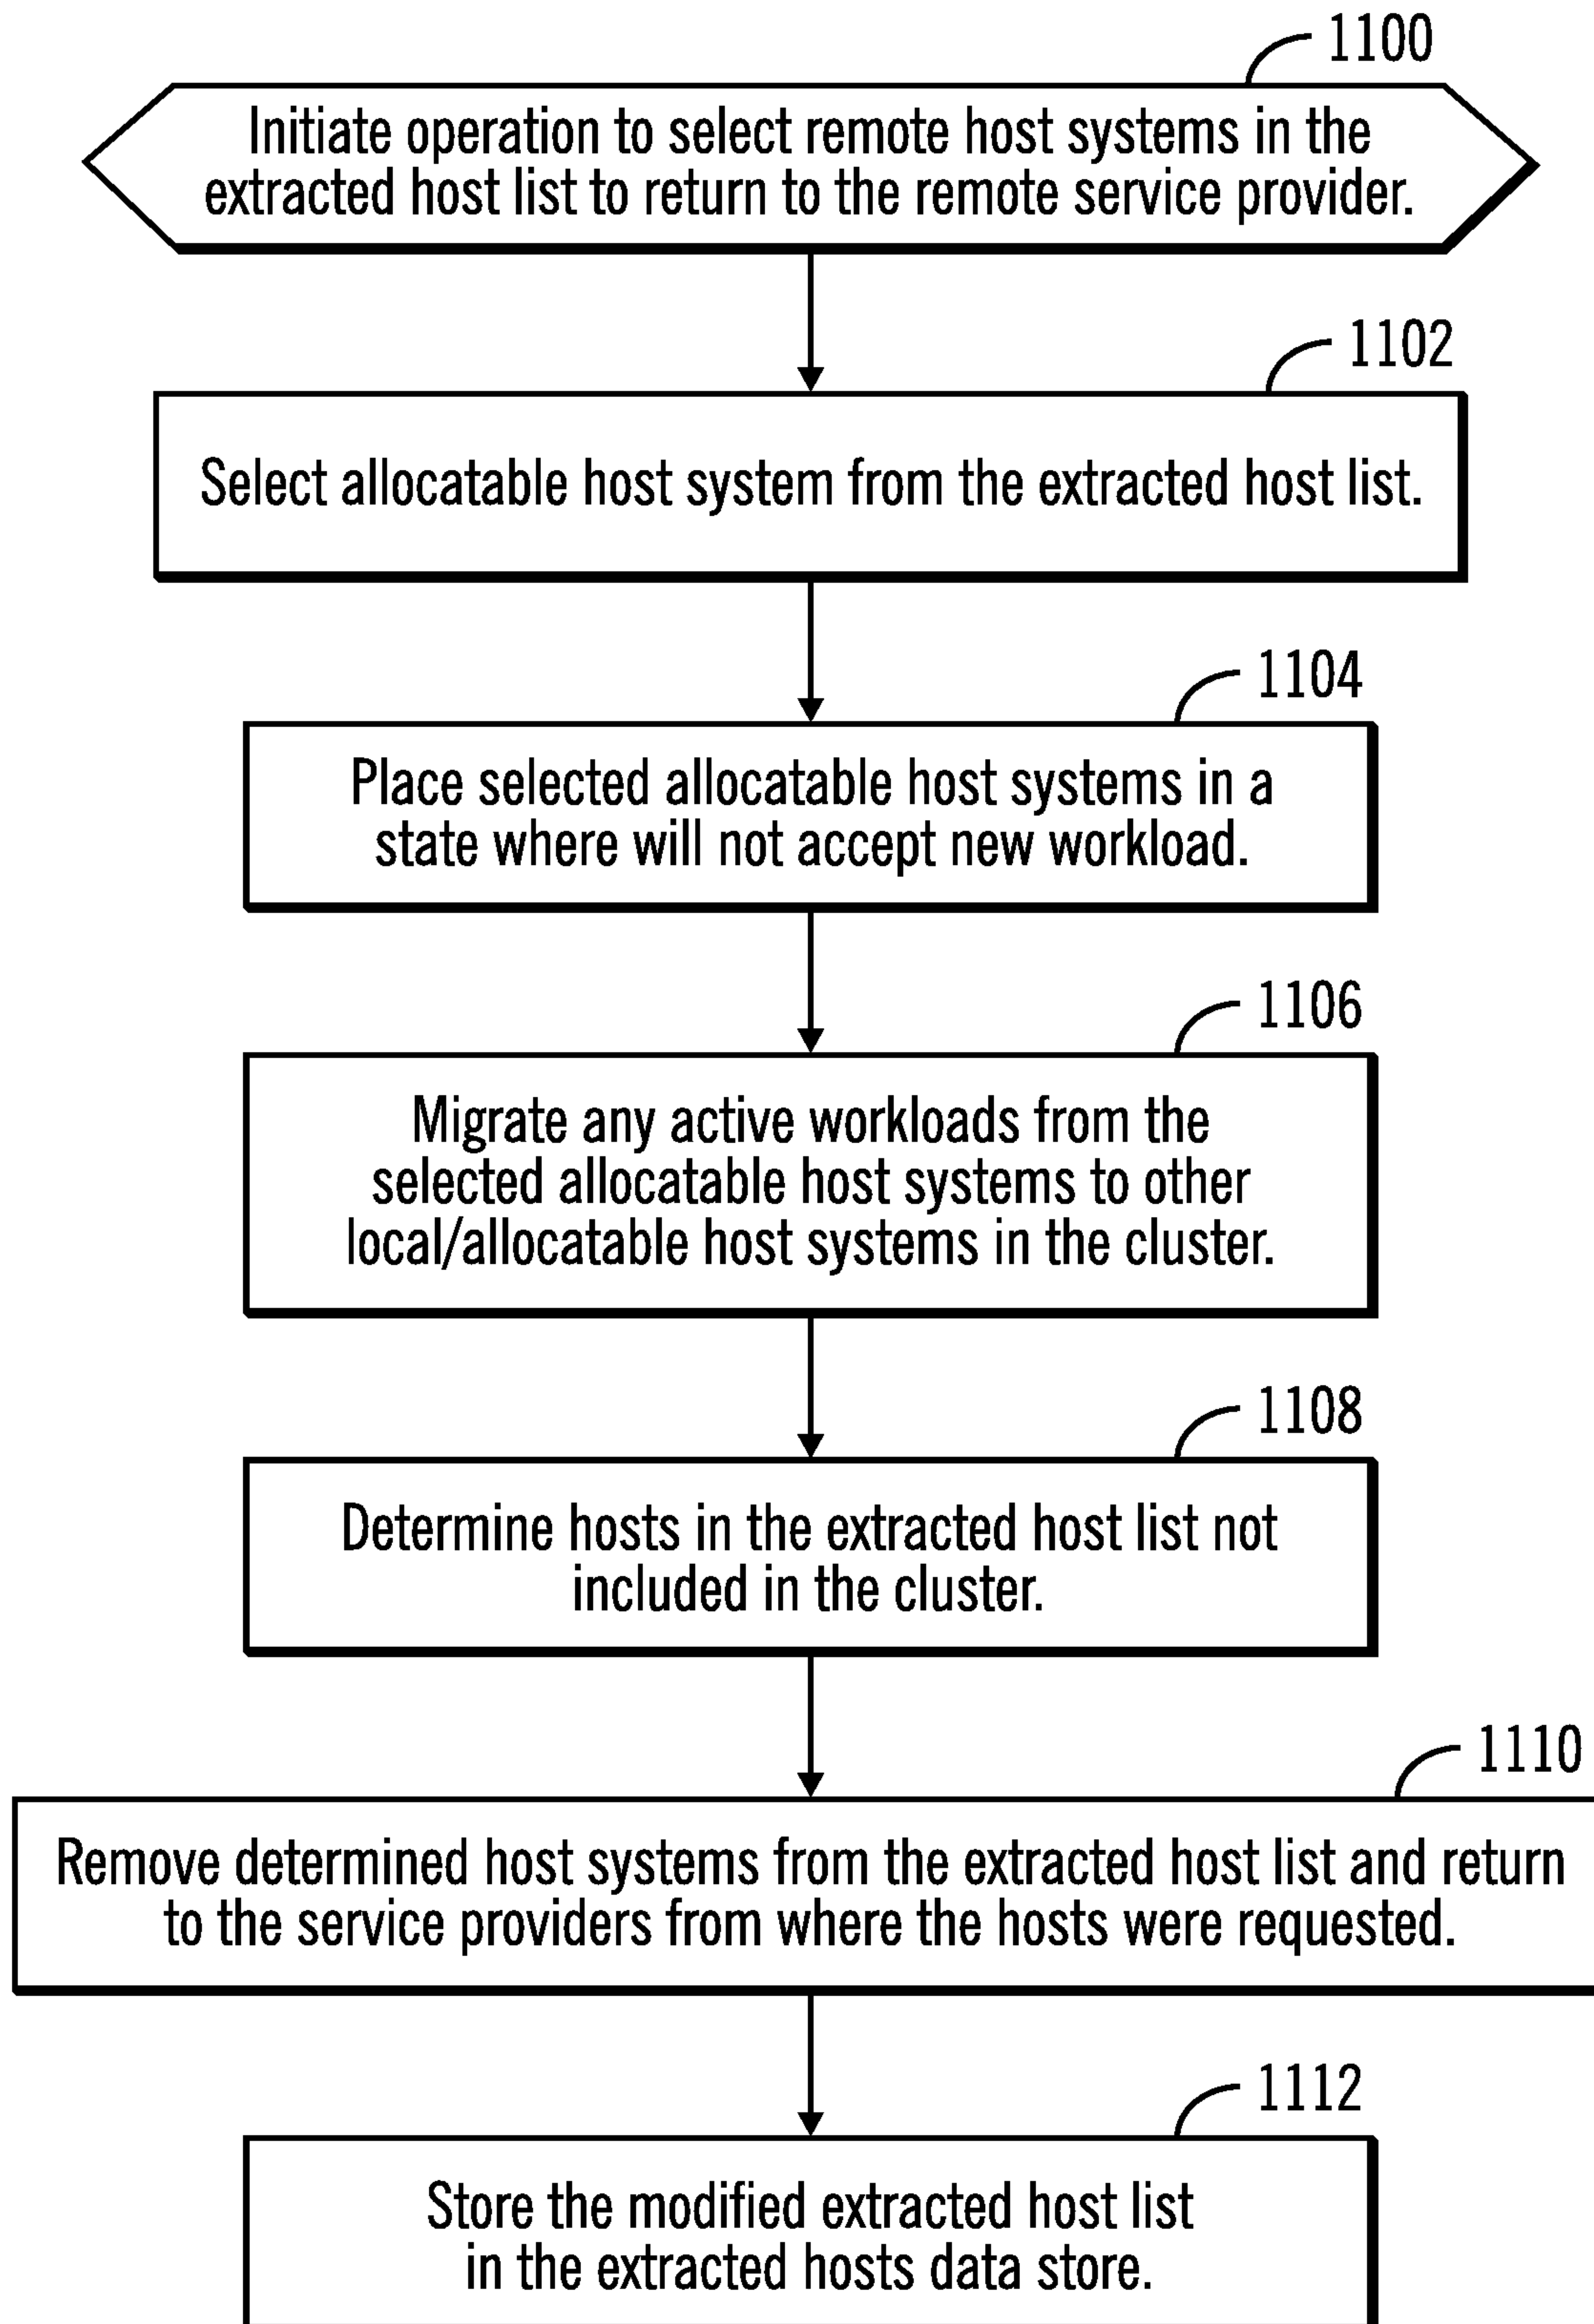 1100
Initiate operation to select remote host systems in the
extracted host list to return to the remote service provider.
1102
Select allocatable host system from the extracted host list.
1104
Place selected allocatable host systems in a
state where will not accept new workload.
1106
Migrate any active workloads from the
selected allocatable host systems to other
local/allocatable host systems in the cluster.
1108
Determine hosts in the extracted host list not
included in the cluster.
1110
Remove determined host systems from the extracted host list and return
to the service providers from where the hosts were requested.
1112
Store the modified extracted host list
in the extracted hosts data store.